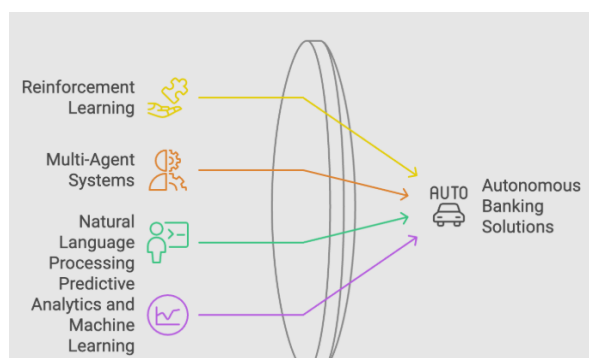 Reinforcement
Learning
Multi-Agent
Systems
Natural
Language
Processing
Predictive
Analytics and
Machine
Learning
AUTO
Autonomous
Banking
Solutions